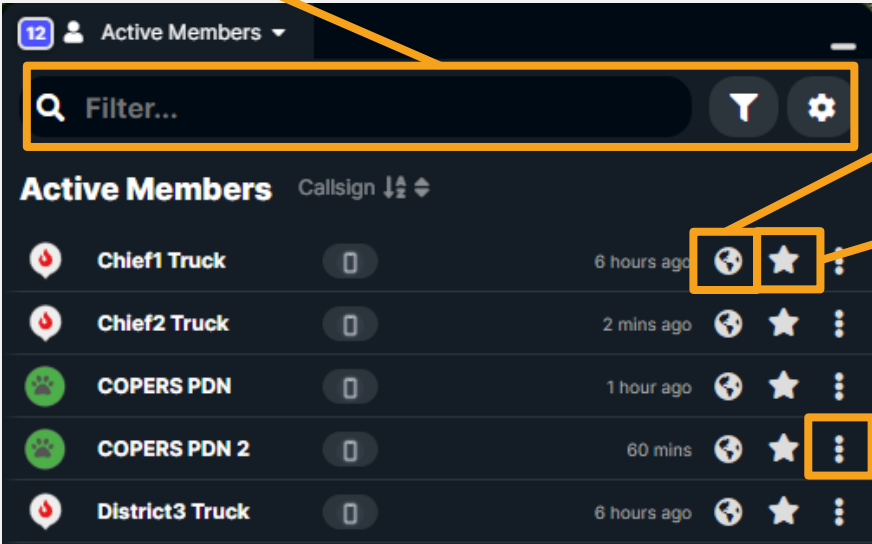 12 Active Members
Filter...
Active Members Callsign
Chief1 Truck 6 hours ago
Chief2 Truck 2 mins ago
COPERS PDN 1 hour ago
COPERS PDN 2 60 mins
District3 Truck 6 hours ago